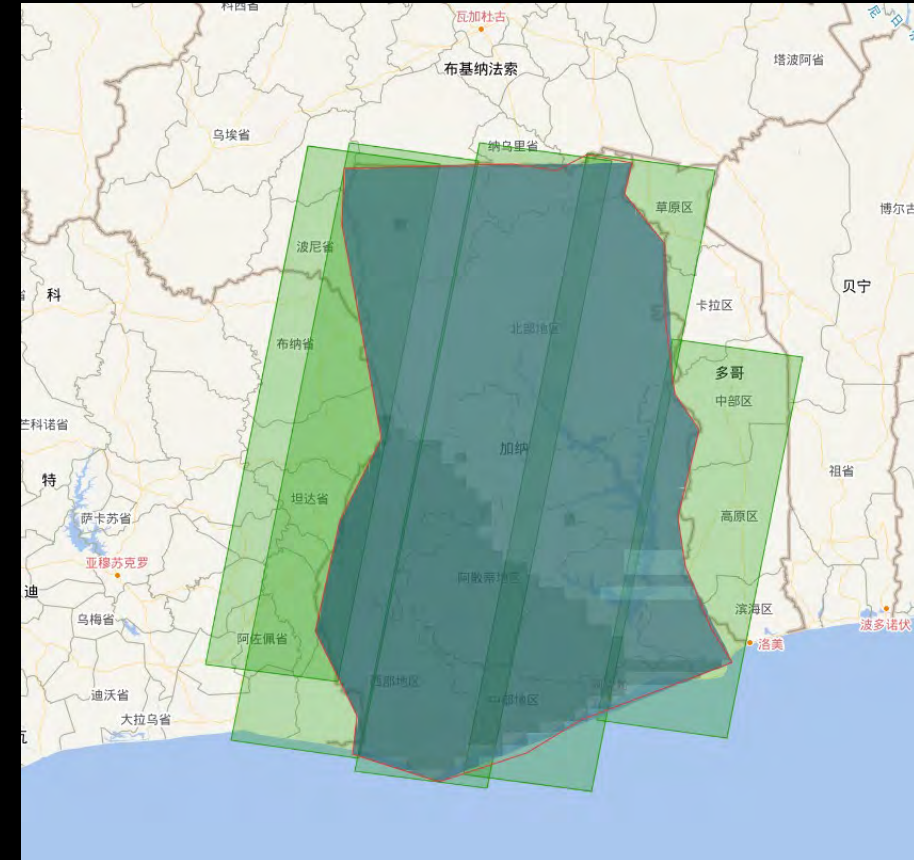 科西省
瓦加杜古
布基纳法索
塔波阿省
乌埃省
纳乌里省
草原区
博尔古
波尼省
贝宁
科
卡拉区
北部地区
布纳省
多哥
中部区
芒科诺省
加纳
祖省
特
坦达省
萨卡苏省
高原区
亚穆苏克罗
阿散蒂地区
迪
乌梅省
滨海区
波多诺伏
阿佐佩省
洛美
西部地区
迪沃省
中部地区
大拉乌省
瓦